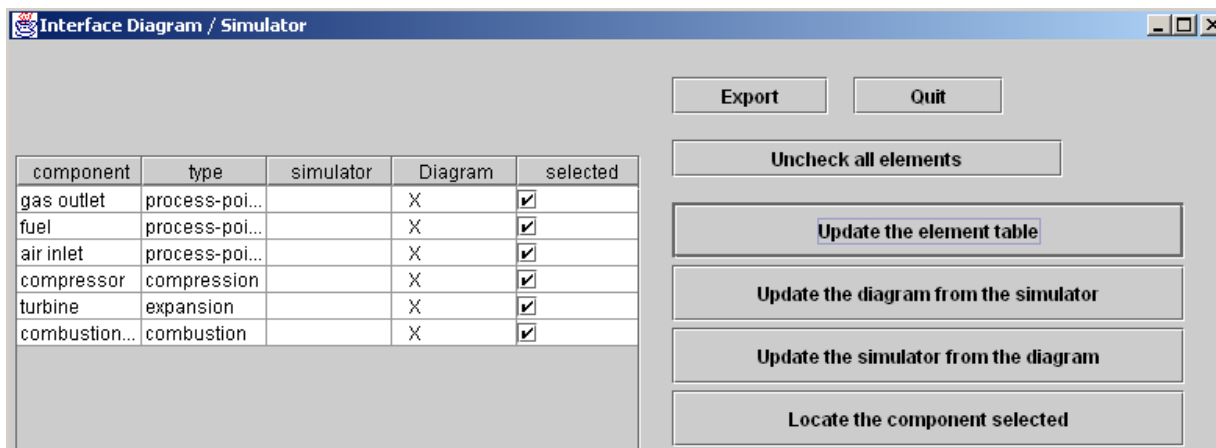 Interface Diagram / Simulator
Export Quit
Uncheck all elements
component type simulator Diagram selected
gas outlet process-poi... X
fuel process-poi... X
air inlet process-poi... X
compressor compression X
turbine expansion X
combustion... combustion X
Update the element table
Update the diagram from the simulator
Update the simulator from the diagram
Locate the component selected